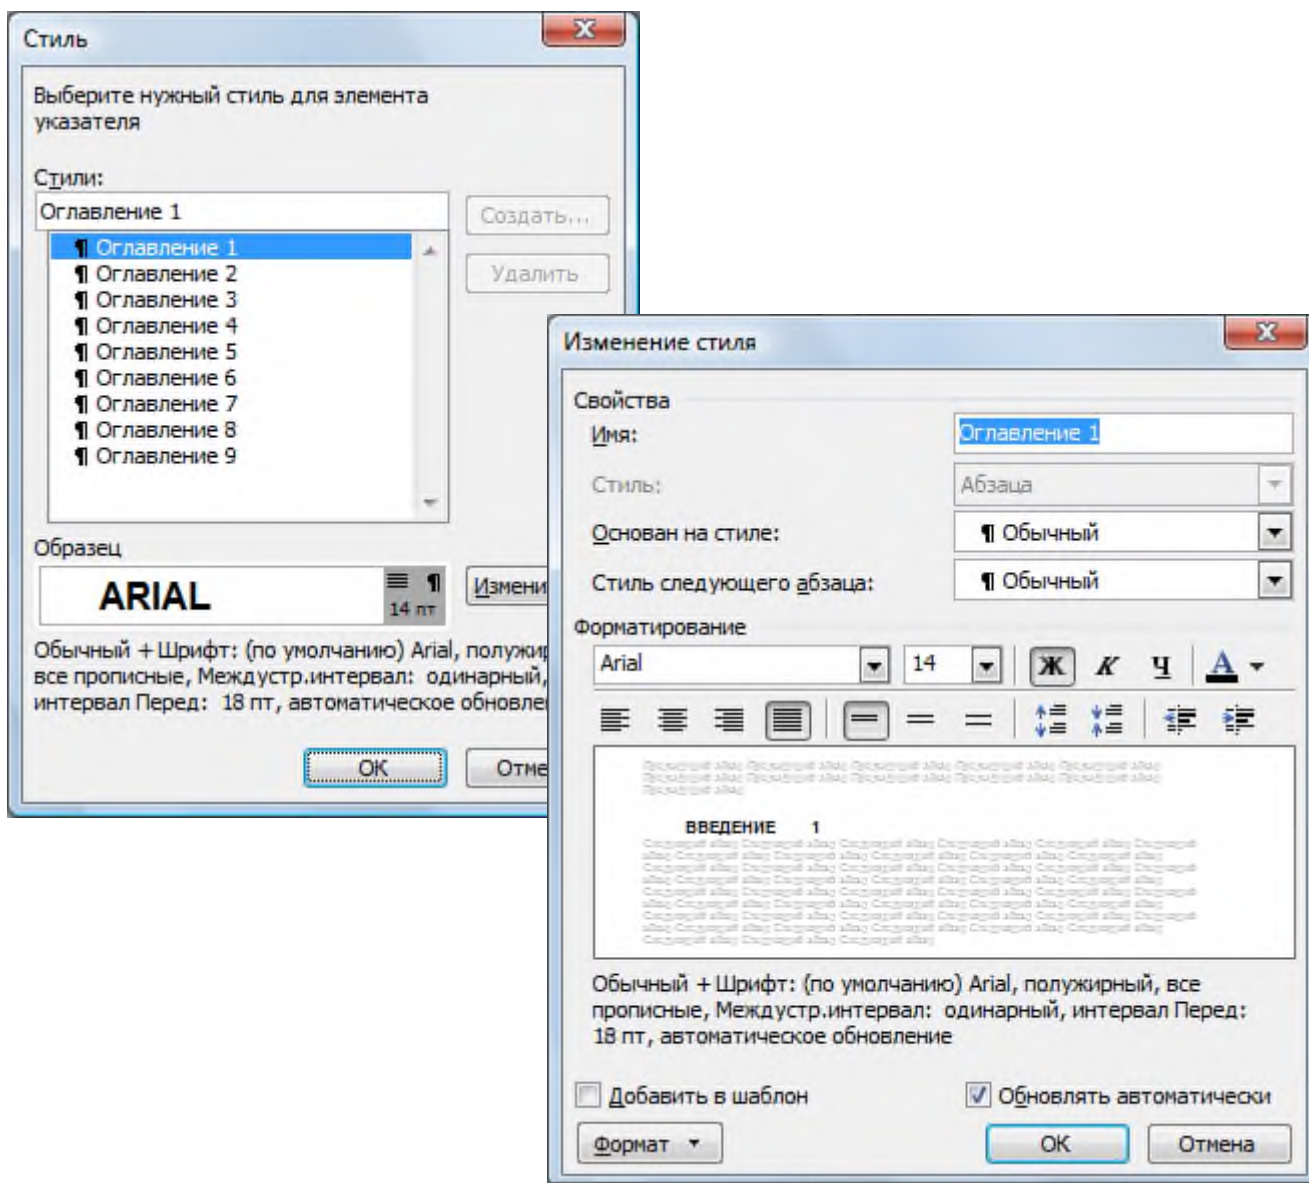 Стиль
Выберите нужный стиль для элемента
указателя
Стили:
Оглавление 1
Создать...
¶ Оглавление 1
¶ Оглавление 2
¶ Оглавление 3
¶ Оглавление 4
¶ Оглавление 5
¶ Оглавление 6
¶ Оглавление 7
¶ Оглавление 8
¶ Оглавление 9
Удалить
Образец
ARIAL
¶
14 пт
Измени
Обычный + Шрифт: (по умолчанию) Arial, полужир
все прописные, Междустр.интервал: одинарный,
интервал Перед: 18 пт, автоматическое обновле
ОК
Отме
Изменение стиля
Свойства
Имя:
Оглавление 1
Стиль:
Абзаца
Основан на стиле:
¶ Обычный
Стиль следующего абзаца:
¶ Обычный
Форматирование
Arial
14
Ж К Ч А
ВВЕДЕНИЕ 1
Обычный + Шрифт: (по умолчанию) Arial, полужирный, все
прописные, Междустр.интервал: одинарный, интервал Перед:
18 пт, автоматическое обновление
Добавить в шаблон
Обновлять автоматически
Формат
ОК
Отмена